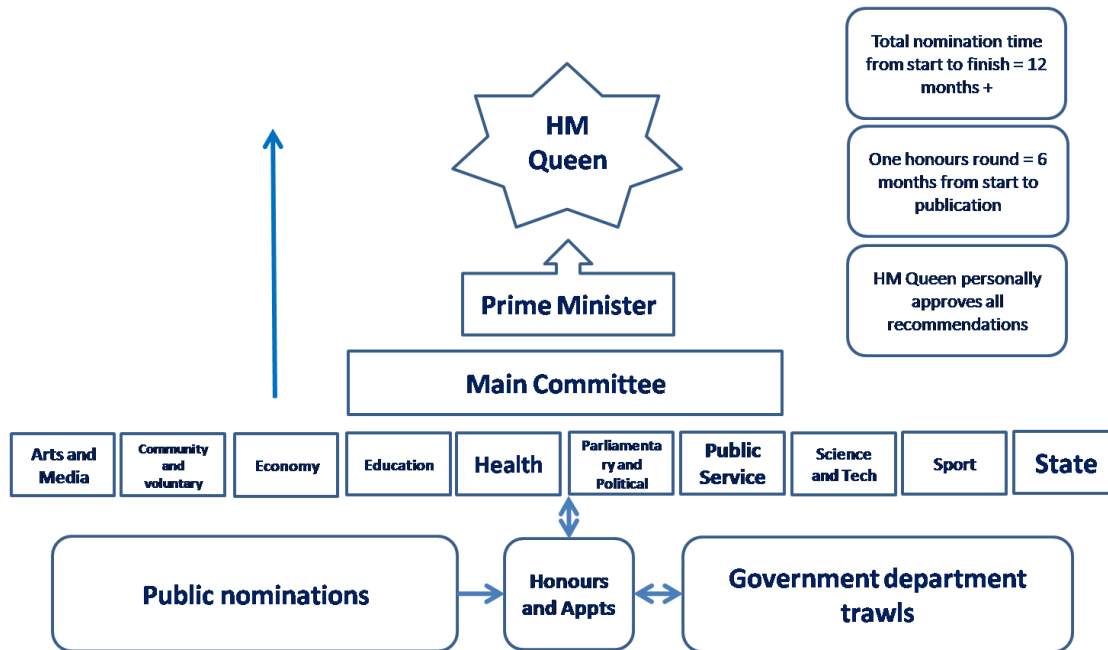 HM
Queen
Total nomination time
from start to finish = 12
months +
One honours round = 6
months from start to
publication
HM Queen personally
approves all
recommendations
Prime Minister
Main Committee
Arts and
Media
Community
and
voluntary
Economy
Education
Health
Parliamenta
ry and
Political
Public
Service
Science
and Tech
Sport
State
Public nominations
Honours
and Appts
Government department
trawls